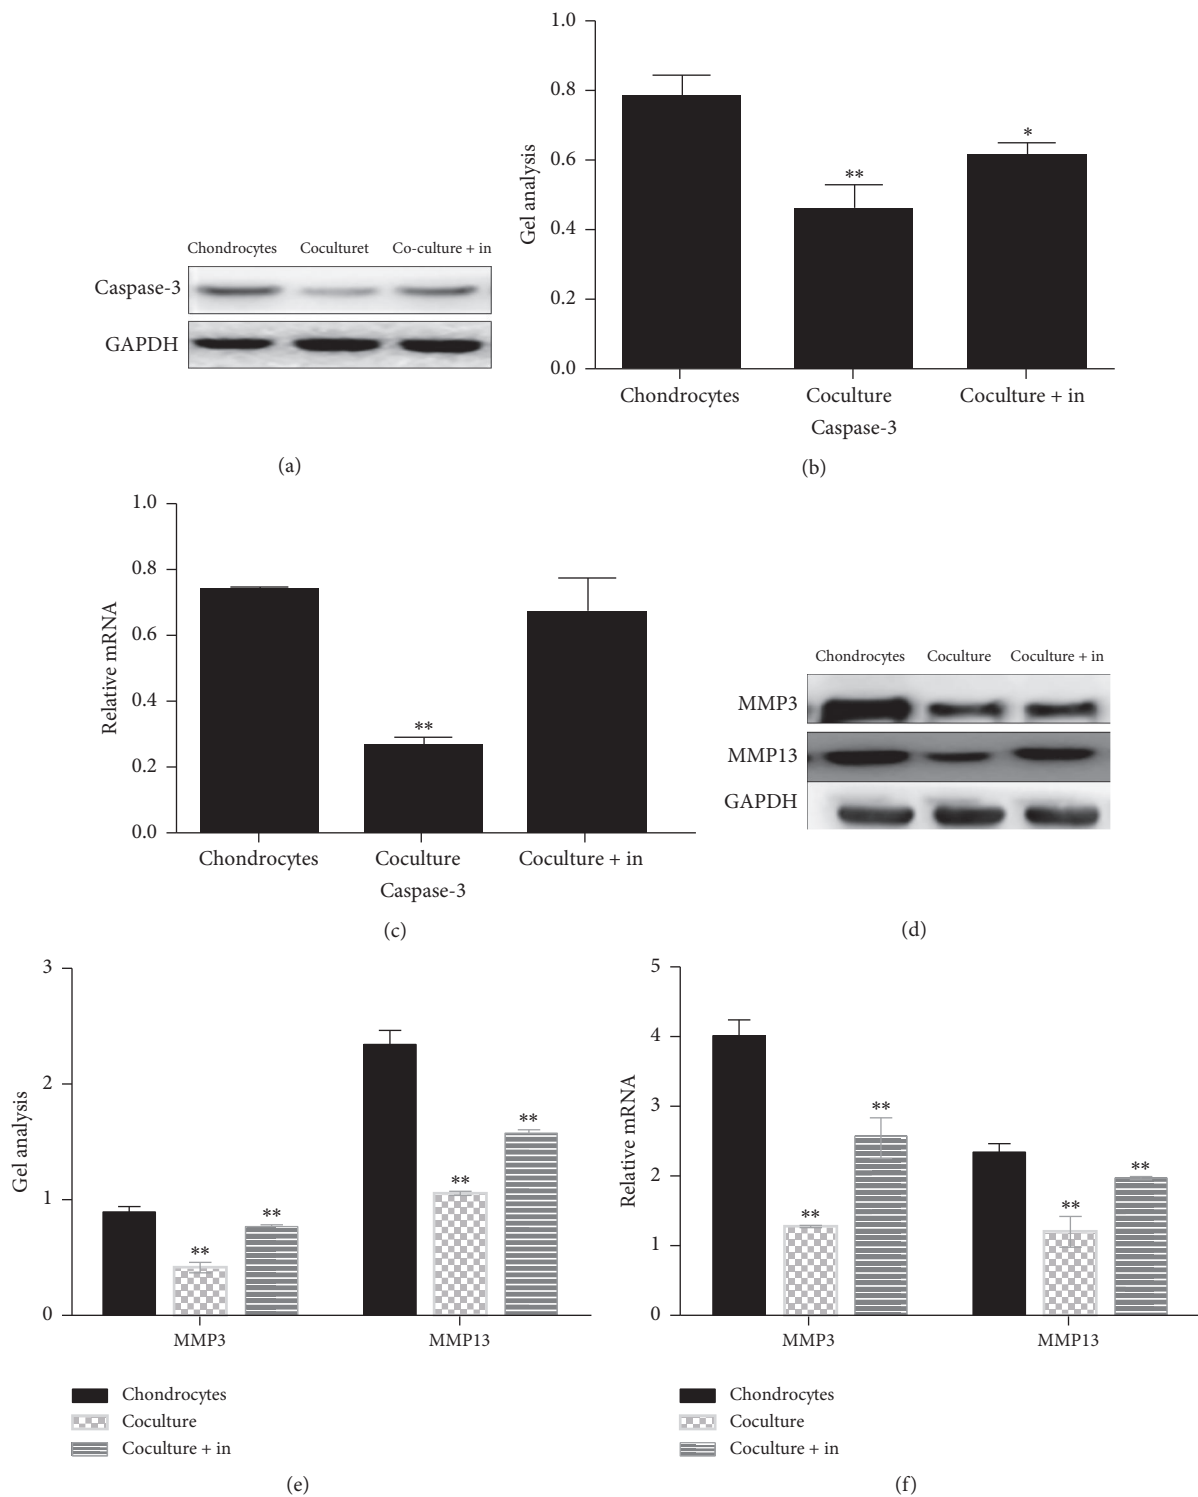 Chondrocytes Coculturet Co-culture + in
Caspase-3
GAPDH
(a)
Gel analysis
1.0
0.8
0.6
0.4
0.2
0.0
**
*
Chondrocytes Coculture Coculture + in
Caspase-3
(b)
Relative mRNA
1.0
0.8
0.6
0.4
0.2
0.0
**
Chondrocytes Coculture Coculture + in
Caspase-3
(c)
Chondrocytes Coculture Coculture + in
MMP3
MMP13
GAPDH
(d)
Gel analysis
3
2
1
0
**
**
**
**
MMP3 MMP13
Chondrocytes
Coculture
Coculture + in
(e)
Relative mRNA
5
4
3
2
1
0
**
**
**
**
MMP3 MMP13
Chondrocytes
Coculture
Coculture + in
(f)